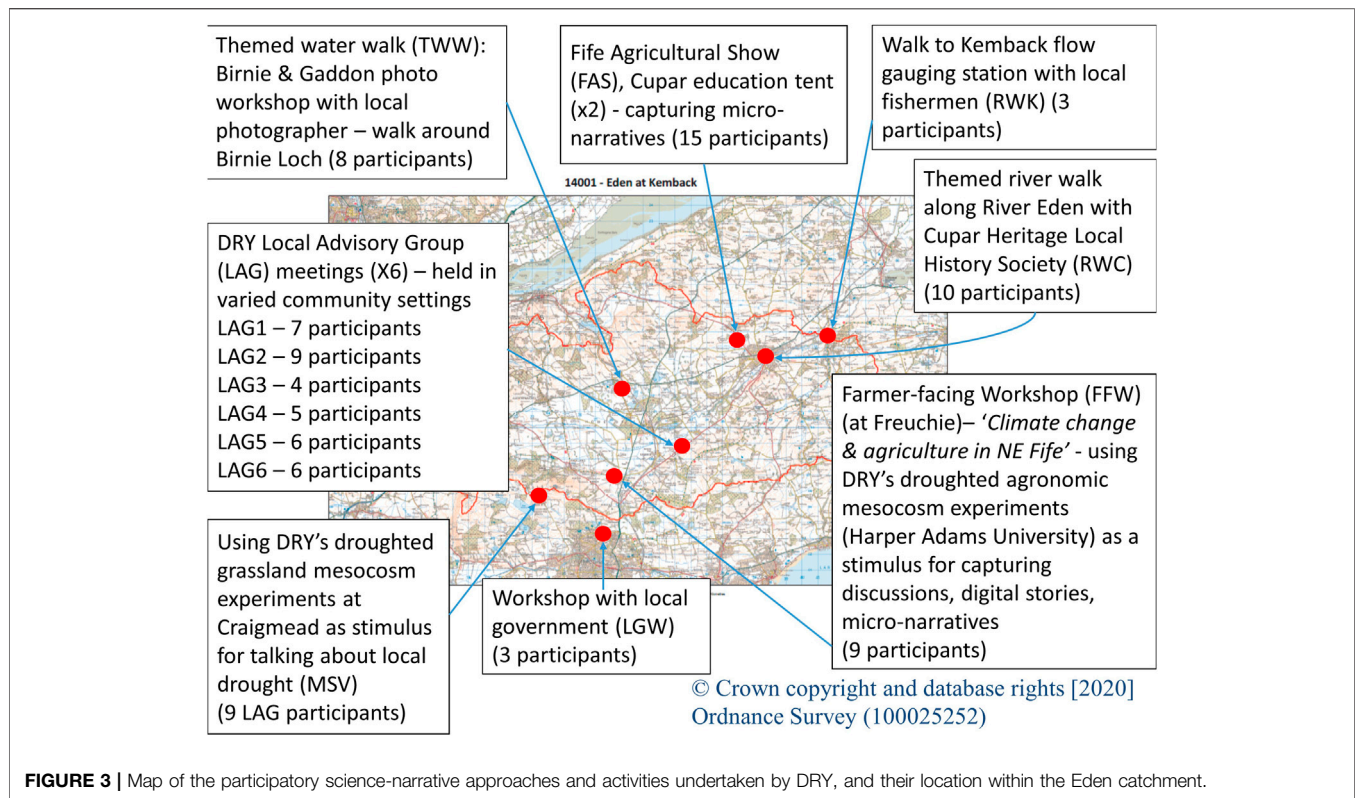 Themed water walk (TWW):
Birnie & Gaddon photo
workshop with local
photographer – walk around
Birnie Loch (8 participants)
Fife Agricultural Show
(FAS), Cupar education tent
(x2) - capturing micro-
narratives (15 participants)
Walk to Kemback flow
gauging station with local
fishermen (RWK) (3
participants)
Themed river walk
along River Eden with
Cupar Heritage Local
History Society (RWC)
(10 participants)
14001 - Eden at Kemback
DRY Local Advisory Group
(LAG) meetings (X6) – held in
varied community settings
LAG1 – 7 participants
LAG2 – 9 participants
LAG3 – 4 participants
LAG4 – 5 participants
LAG5 – 6 participants
LAG6 – 6 participants
Farmer-facing Workshop (FFW)
(at Freuchie)– ‘Climate change
& agriculture in NE Fife’ - using
DRY’s droughted agronomic
mesocosm experiments
(Harper Adams University) as a
stimulus for capturing
discussions, digital stories,
micro-narratives
(9 participants)
Using DRY’s droughted
grassland mesocosm
experiments at
Craigmead as stimulus
for talking about local
drought (MSV)
(9 LAG participants)
Workshop with local
government (LGW)
(3 participants)
© Crown copyright and database rights [2020]
Ordnance Survey (100025252)
FIGURE 3 | Map of the participatory science-narrative approaches and activities undertaken by DRY, and their location within the Eden catchment.